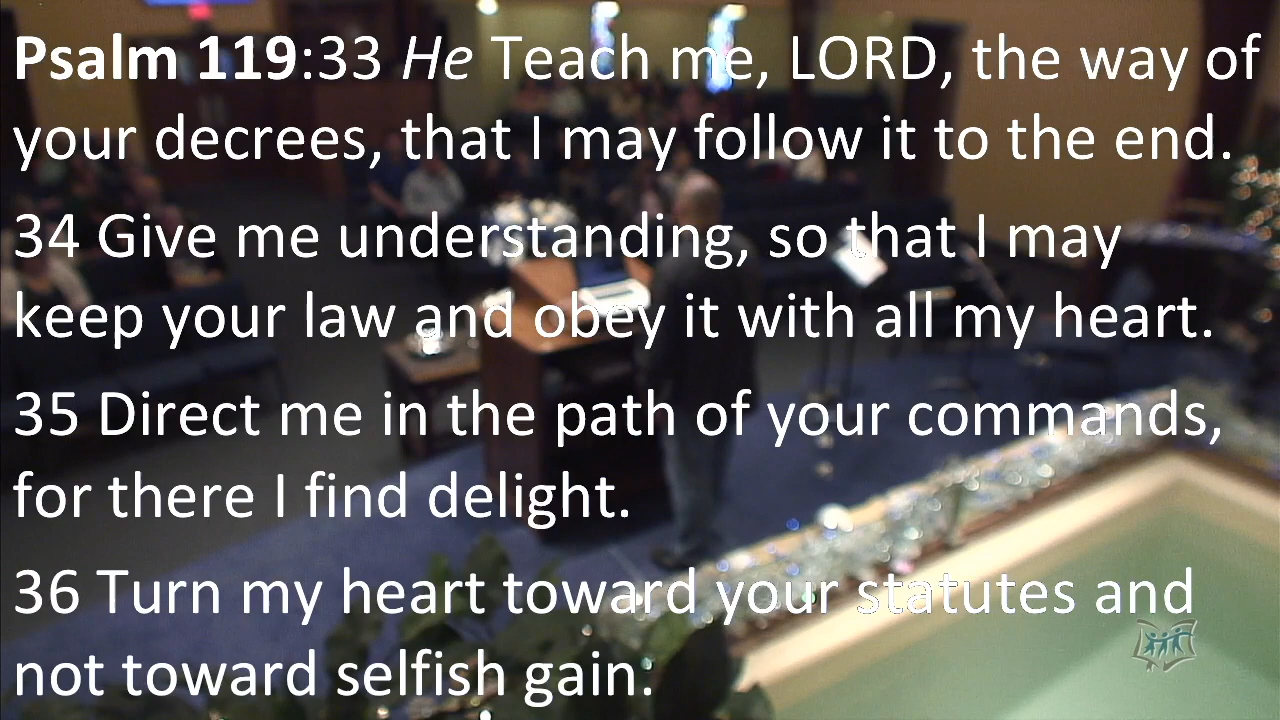 Psalm 119:33 He Teach me, LORD, the way of
your decrees, that I may follow it to the end.
34 Give me understanding, so that I may
keep your law and obey it with all my heart.
35 Direct me in the path of your commands,
for there I find delight.
36 Turn my heart toward your statutes and
not toward selfish gain.